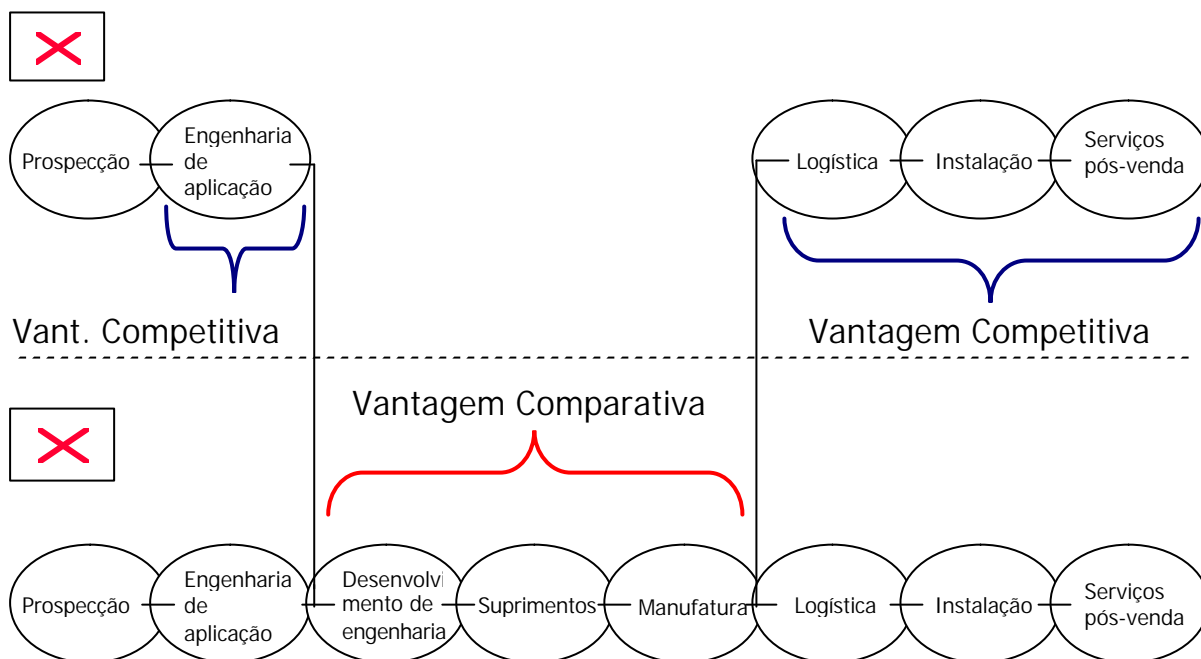 Prospecção
Engenharia
de
aplicação
Logística
Instalação
Serviços
pós-venda
Vant. Competitiva
Vantagem Competitiva
Vantagem Comparativa
Prospecção
Engenharia
de
aplicação
Desenvolvi
mento de
engenharia
Suprimentos
Manufatura
Logística
Instalação
Serviços
pós-venda